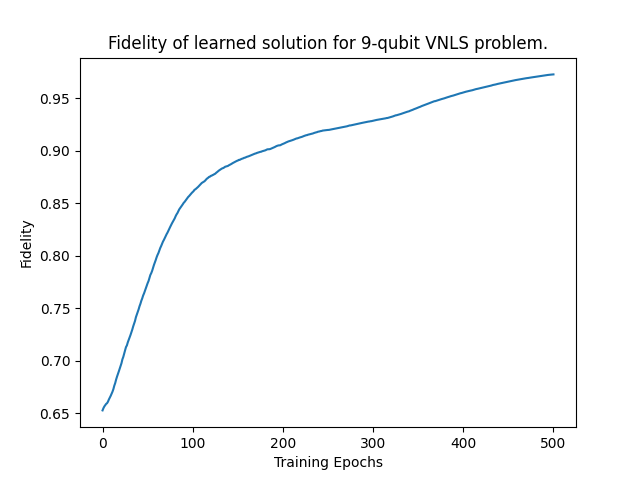 Fidelity of learned solution for 9-qubit VNLS problem.
0.95
0.90
0.85
0.80
0.75
0.70
0.65
Fidelity
0 100 200 300 400 500
Training Epochs